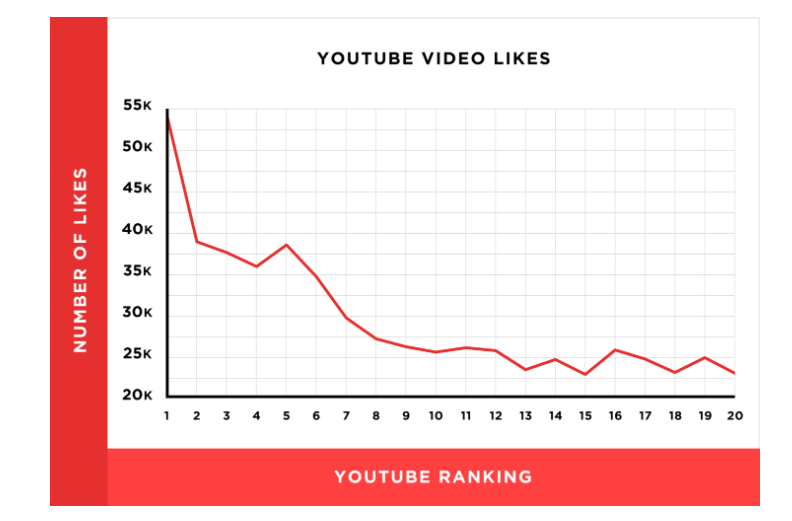 YOUTUBE VIDEO LIKES
NUMBER OF LIKES
55K
50K
45K
40K
35K
30K
25K
20K
1 2 3 4 5 6 7 8 9 10 11 12 13 14 15 16 17 18 19 20
YOUTUBE RANKING